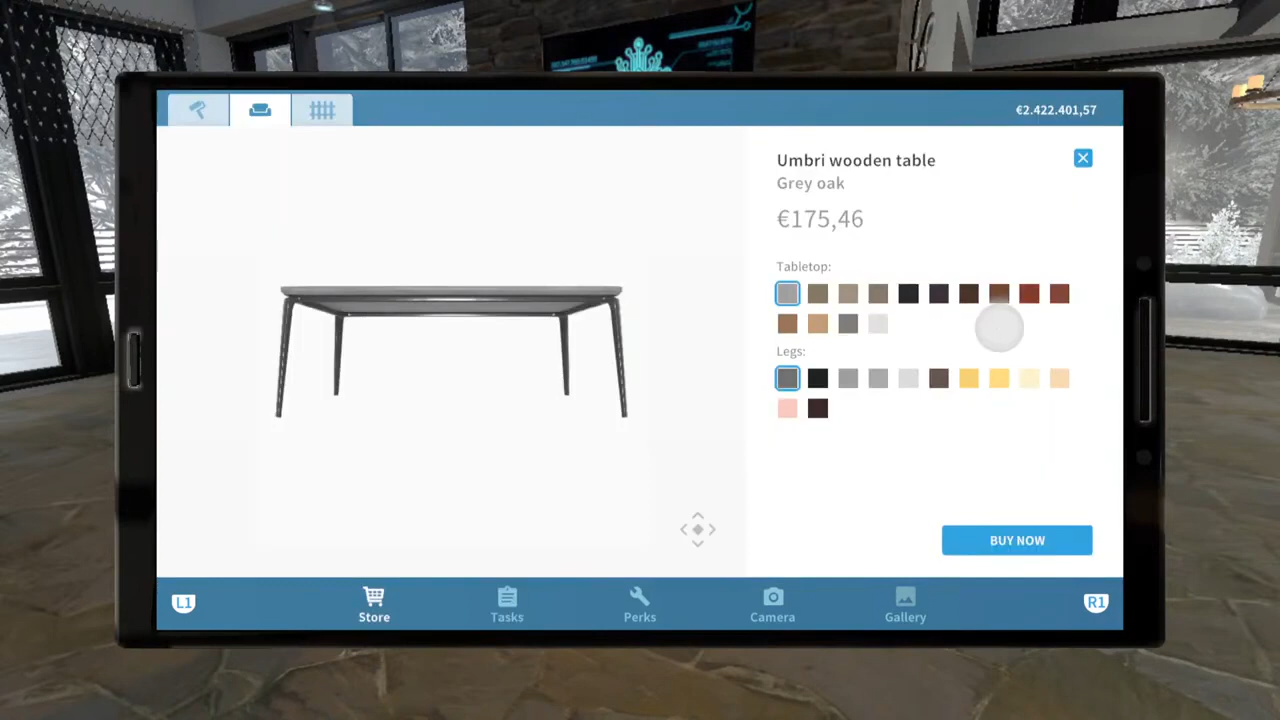 €2.422.401,57
Umbri wooden table
Grey oak
€175,46
Tabletop:
Legs:
BUY NOW
L1
Store
Tasks
Perks
Camera
Gallery
R1